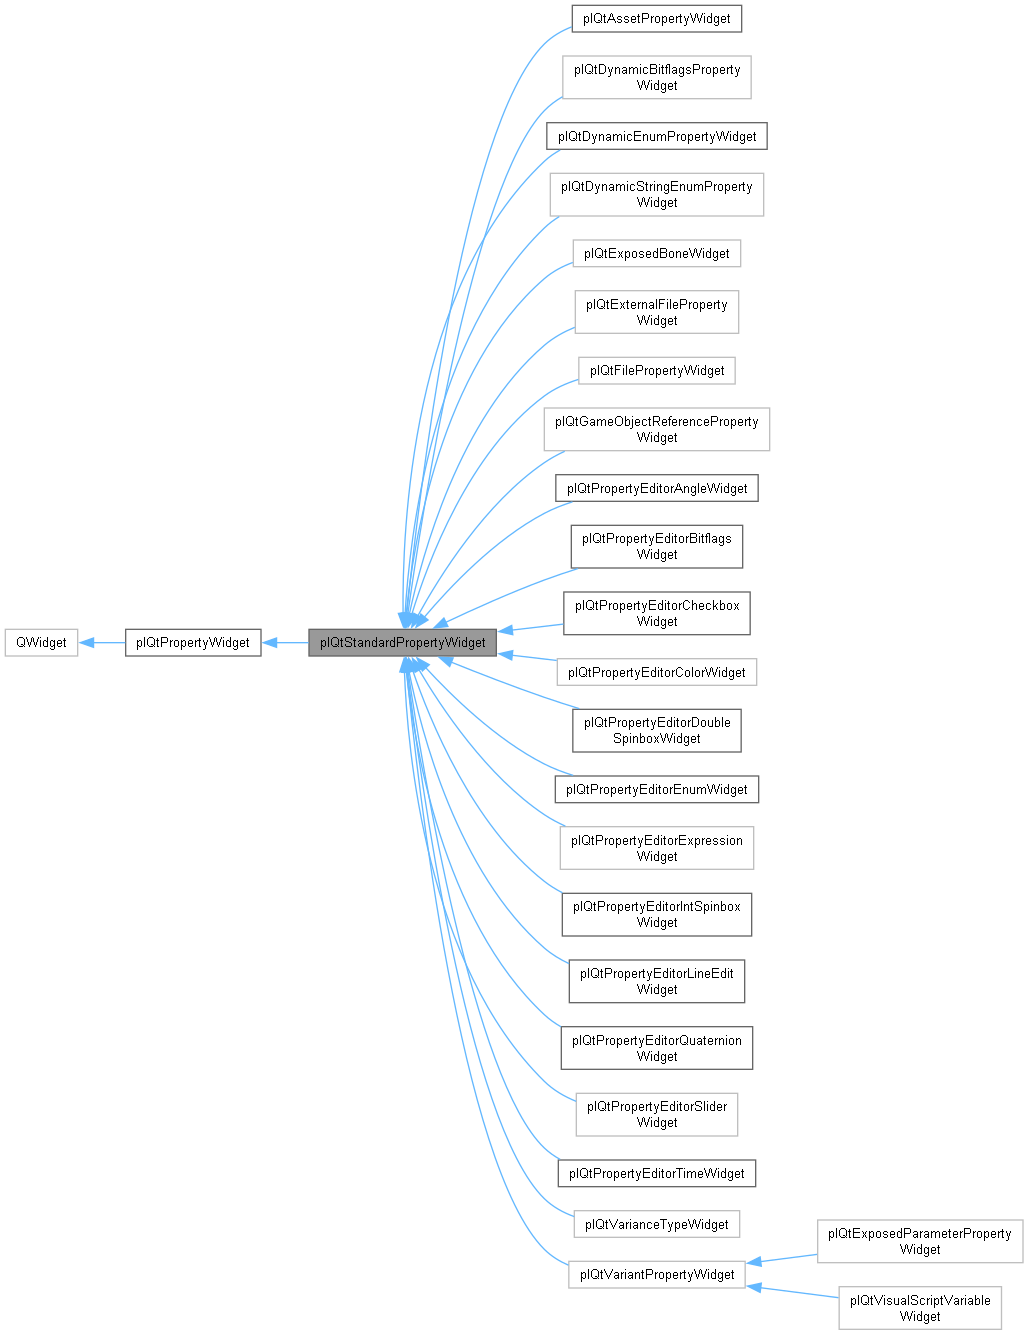 plQtAssetPropertyWidget
plQtDynamicBitflagsProperty
Widget
plQtDynamicEnumPropertyWidget
plQtDynamicStringEnumProperty
Widget
plQtExposedBoneWidget
plQtExternalFileProperty
Widget
plQtFilePropertyWidget
plQtGameObjectReferenceProperty
Widget
plQtPropertyEditorAngleWidget
plQtPropertyEditorBitflags
Widget
plQtPropertyEditorCheckbox
Widget
QWidget
plQtPropertyWidget
plQtStandardPropertyWidget
plQtPropertyEditorColorWidget
plQtPropertyEditorDouble
SpinboxWidget
plQtPropertyEditorEnumWidget
plQtPropertyEditorExpression
Widget
plQtPropertyEditorIntSpinbox
Widget
plQtPropertyEditorLineEdit
Widget
plQtPropertyEditorQuaternion
Widget
plQtPropertyEditorSlider
Widget
plQtPropertyEditorTimeWidget
plQtVarianceTypeWidget
plQtVariantPropertyWidget
plQtExposedParameterProperty
Widget
plQtVisualScriptVariable
Widget